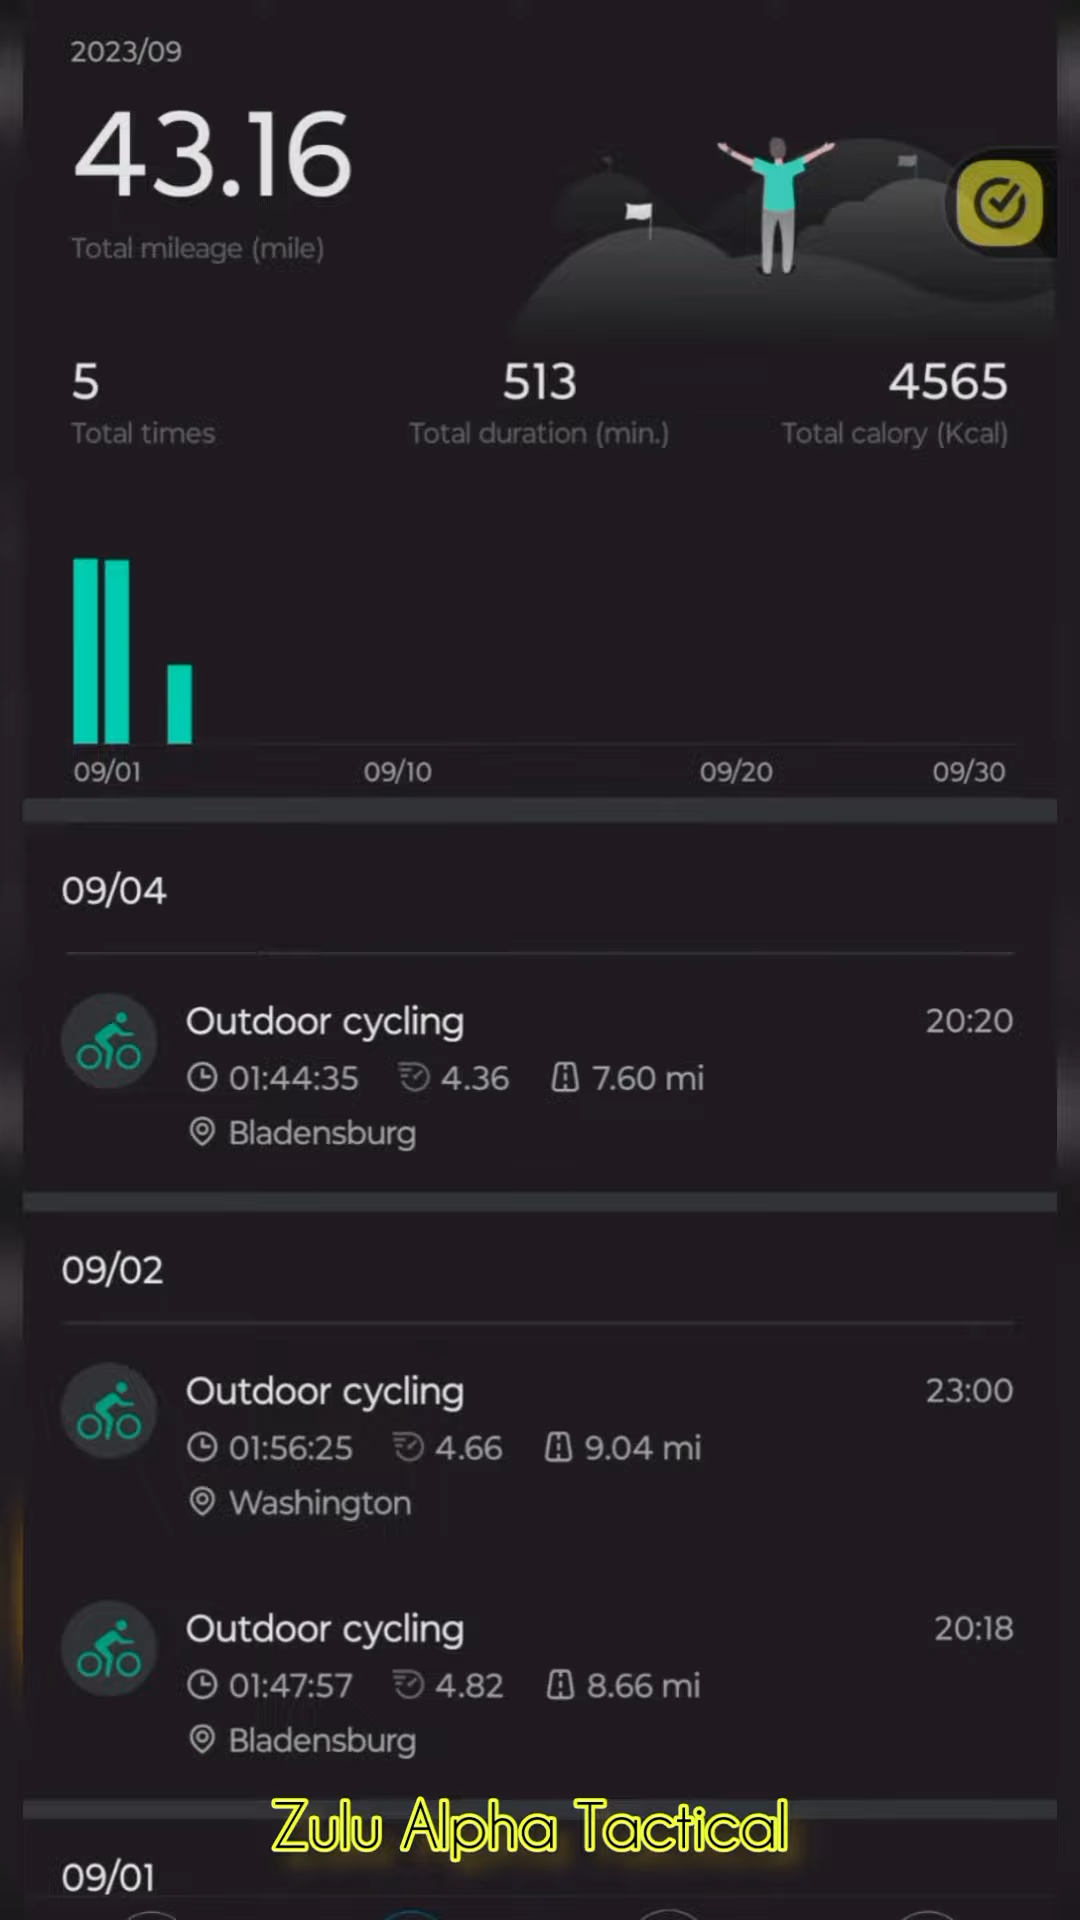 2023/09
43.16
Total mileage (mile)
5 513 4565
Total times Total duration (min.) Total calory (Kcal)
09/01 09/10 09/20 09/30
09/04
Outdoor cycling 20:20
01:44:35 4.36 7.60 mi
Bladensburg
09/02
Outdoor cycling 23:00
01:56:25 4.66 9.04 mi
Washington
Outdoor cycling 20:18
01:47:57 4.82 8.66 mi
Bladensburg
Zulu Alpha Tactical
09/01